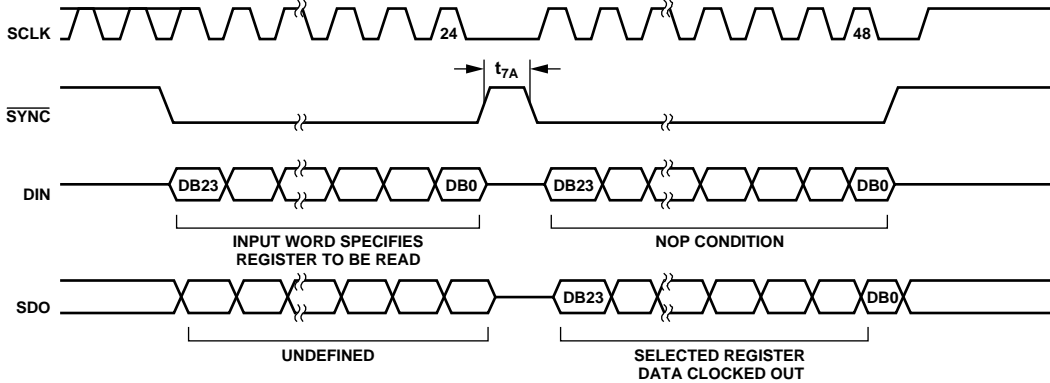 SCLK
24
48
t7A
SYNC
DIN
DB23
DB0
DB23
DB0
INPUT WORD SPECIFIES
REGISTER TO BE READ
NOP CONDITION
SDO
DB23
DB0
UNDEFINED
SELECTED REGISTER
DATA CLOCKED OUT